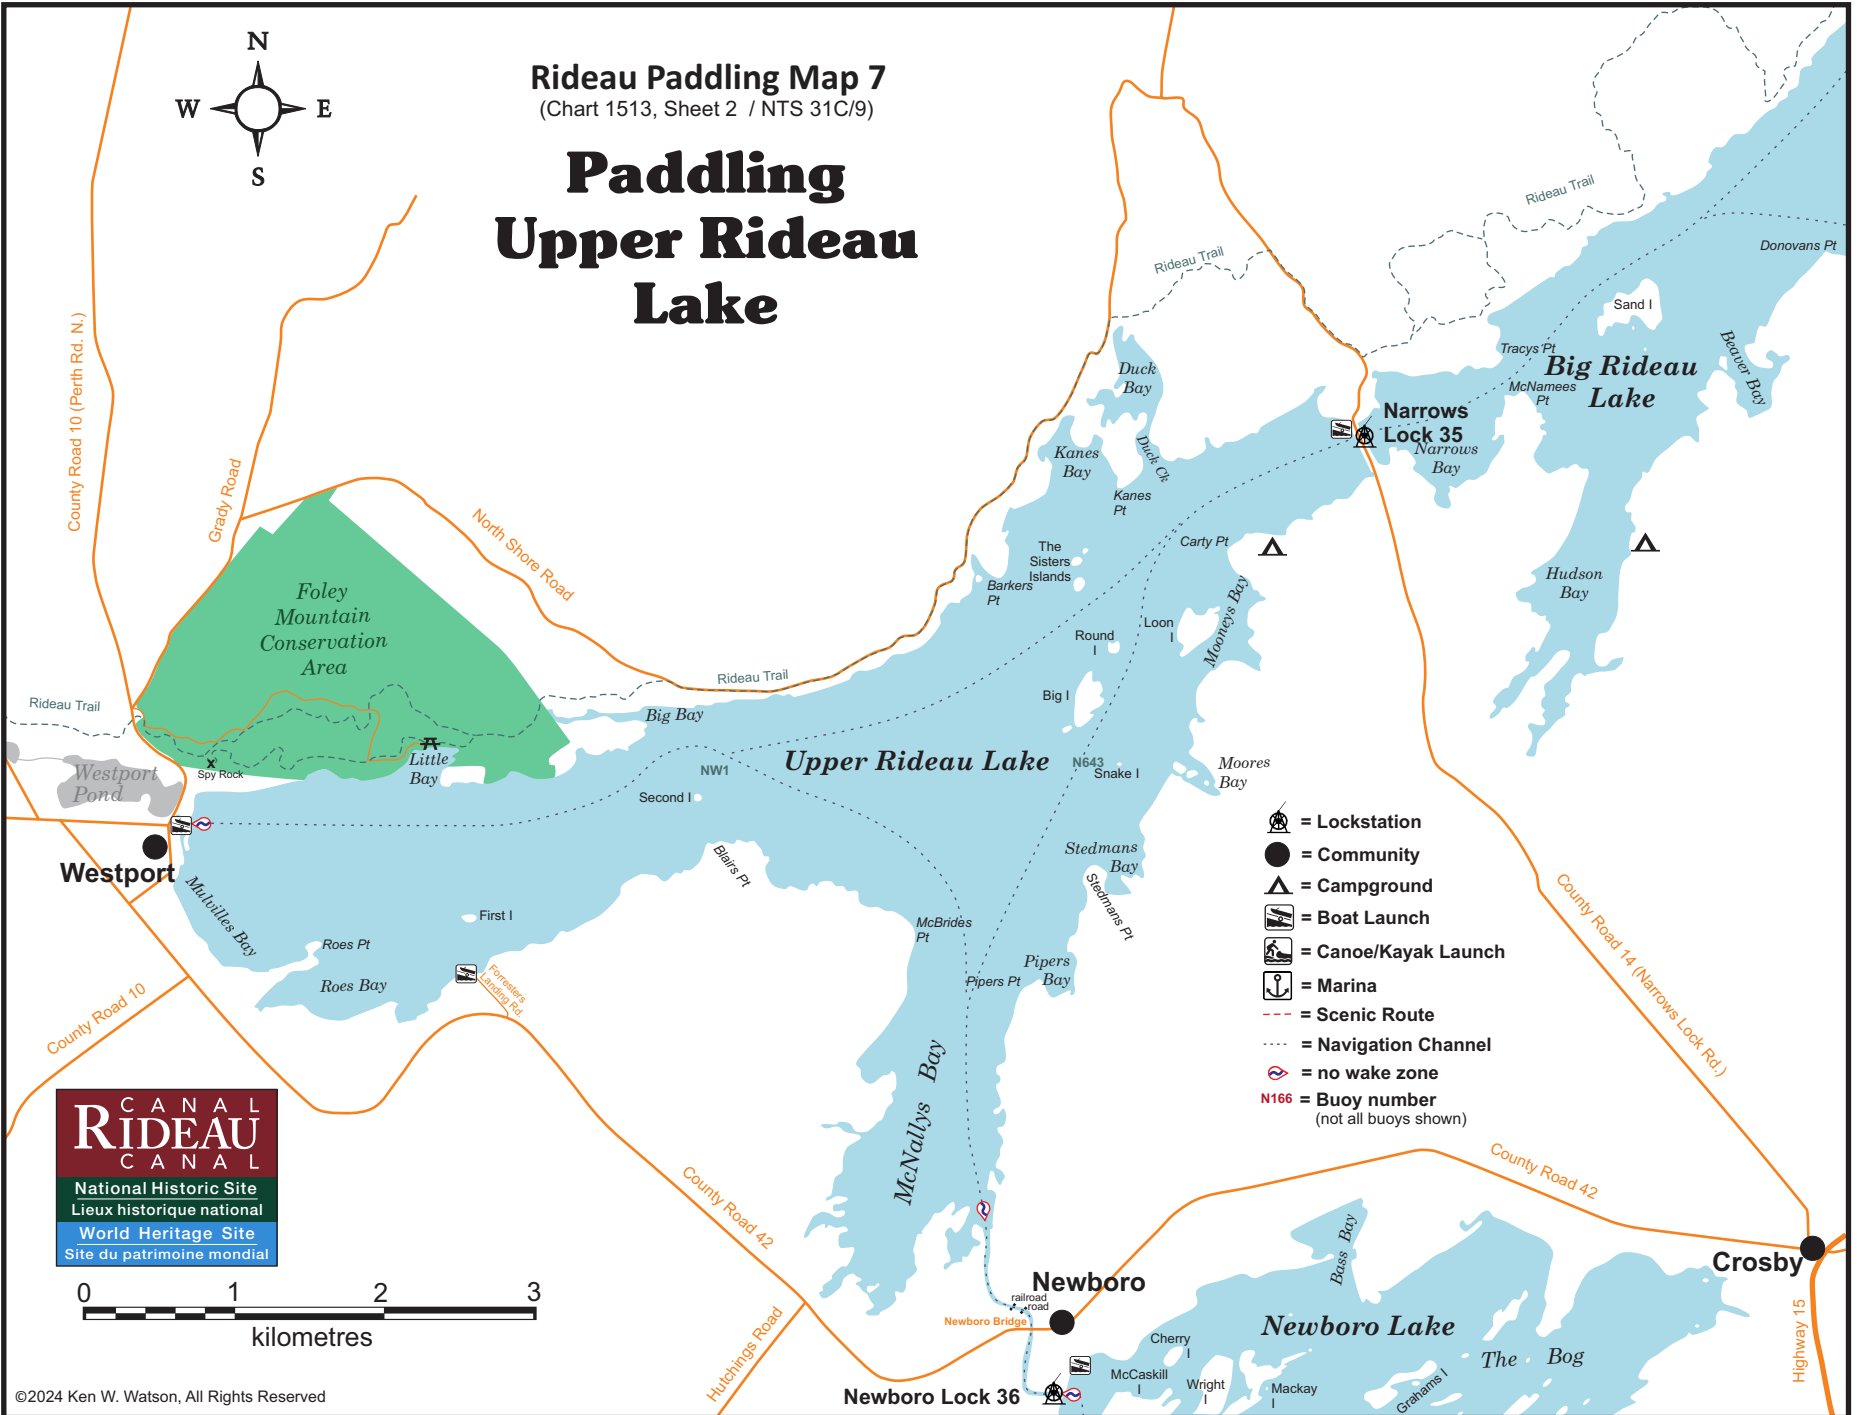 Rideau Paddling Map 7
(Chart 1513, Sheet 2 / NTS 31C/9)
Paddling
Upper Rideau
Lake
N
W
E
S
County Road 10 (Perth Rd. N.)
Grady Road
North Shore Road
Foley
Mountain
Conservation
Area
Rideau Trail
Rideau Trail
Rideau Trail
Rideau Trail
Westport
Pond
Spy Rock
Little
Bay
Big Bay
Westport
Mulvilles Bay
Roes Pt
Roes Bay
First I
Second I
NW1
Blairs Pt
Forresters
Landing Rd.
County Road 10
Upper Rideau Lake
Duck
Bay
Duck Ck
Kanes
Bay
Kanes
Pt
The
Sisters
Islands
Barkers
Pt
Carty Pt
Round
I
Loon
I
Mooneys Bay
Big I
N643
Snake I
Moores
Bay
Stedmans
Bay
Stedmans Pt
McBrides
Pt
Pipers
Bay
Pipers Pt
McNallys Bay
Narrows
Lock 35
Narrows
Bay
Tracys Pt
McNamees
Pt
Big Rideau
Lake
Sand I
Donovans Pt
Beaver Bay
Hudson
Bay
= Lockstation
= Community
= Campground
= Boat Launch
= Canoe/Kayak Launch
= Marina
= Scenic Route
= Navigation Channel
= no wake zone
N166 = Buoy number
(not all buoys shown)
County Road 14 (Narrows Lock Rd.)
County Road 42
County Road 42
Crosby
Highway 15
Hutchings Road
Newboro
railroad
road
Newboro Bridge
Newboro Lock 36
Newboro Lake
Bass Bay
The Bog
Cherry
I
McCaskill
I
Wright
I
Mackay
I
Grahams I
CANAL
RIDEAU
CANAL
National Historic Site
Lieux historique national
World Heritage Site
Site du patrimoine mondial
0 1 2 3
kilometres
©2024 Ken W. Watson, All Rights Reserved